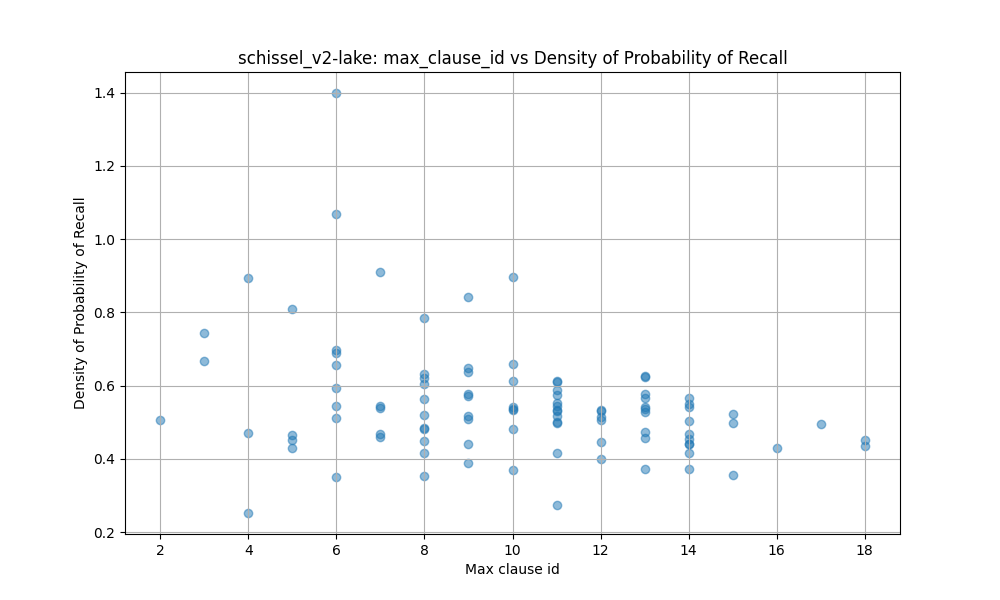 schissel_v2-lake: max_clause_id vs Density of Probability of Recall
Density of Probability of Recall
1.4
1.2
1.0
0.8
0.6
0.4
0.2
2 4 6 8 10 12 14 16 18
Max clause id